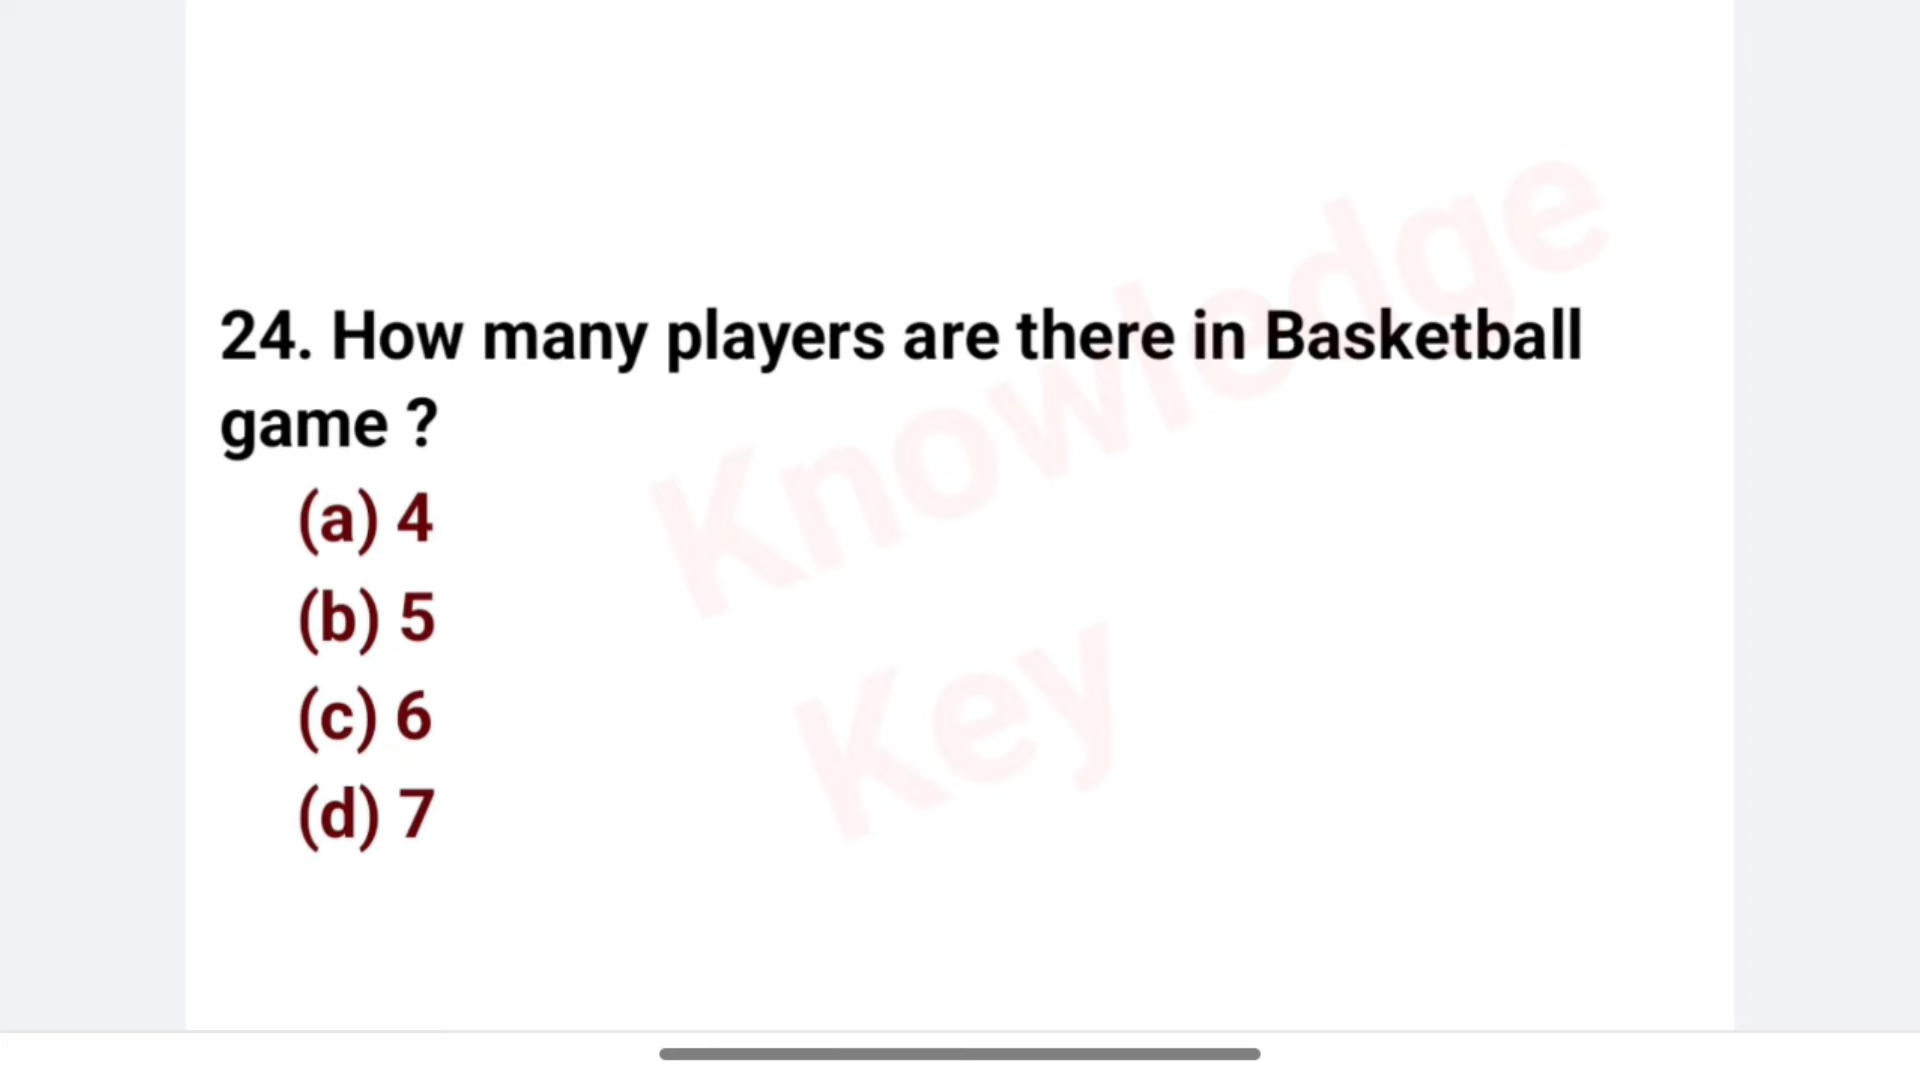 24. How many players are there in Basketball
game ?
(a) 4
(b) 5
(c) 6
(d) 7
Knowledge
Key